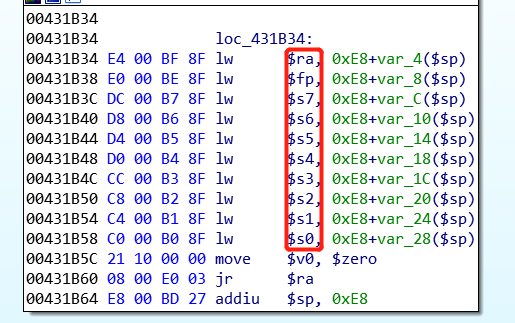 00431B34
00431B34 loc_431B34:
00431B34 E4 00 BF 8F lw $ra, 0xE8+var_4($sp)
00431B38 E0 00 BE 8F lw $fp, 0xE8+var_8($sp)
00431B3C DC 00 B7 8F lw $s7, 0xE8+var_C($sp)
00431B40 D8 00 B6 8F lw $s6, 0xE8+var_10($sp)
00431B44 D4 00 B5 8F lw $s5, 0xE8+var_14($sp)
00431B48 D0 00 B4 8F lw $s4, 0xE8+var_18($sp)
00431B4C CC 00 B3 8F lw $s3, 0xE8+var_1C($sp)
00431B50 C8 00 B2 8F lw $s2, 0xE8+var_20($sp)
00431B54 C4 00 B1 8F lw $s1, 0xE8+var_24($sp)
00431B58 C0 00 B0 8F lw $s0, 0xE8+var_28($sp)
00431B5C 21 10 00 00 move $v0, $zero
00431B60 08 00 E0 03 jr $ra
00431B64 E8 00 BD 27 addiu $sp, 0xE8